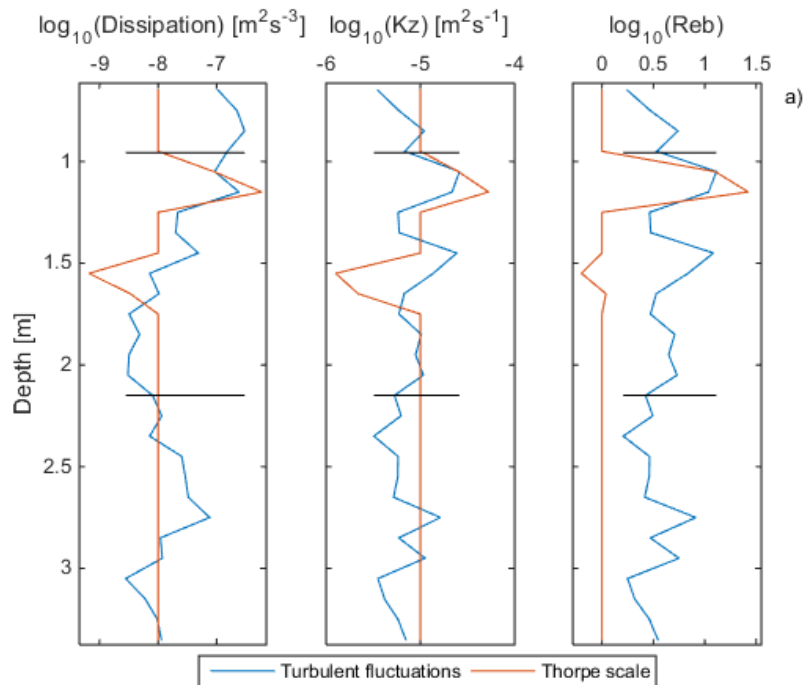 log10(Dissipation) [m2s-3]
log10(Kz) [m2s-1]
log10(Reb)
-9 -8 -7
-6 -5 -4
0 0.5 1 1.5
a)
1
1.5
2
2.5
3
Depth [m]
Turbulent fluctuations
Thorpe scale